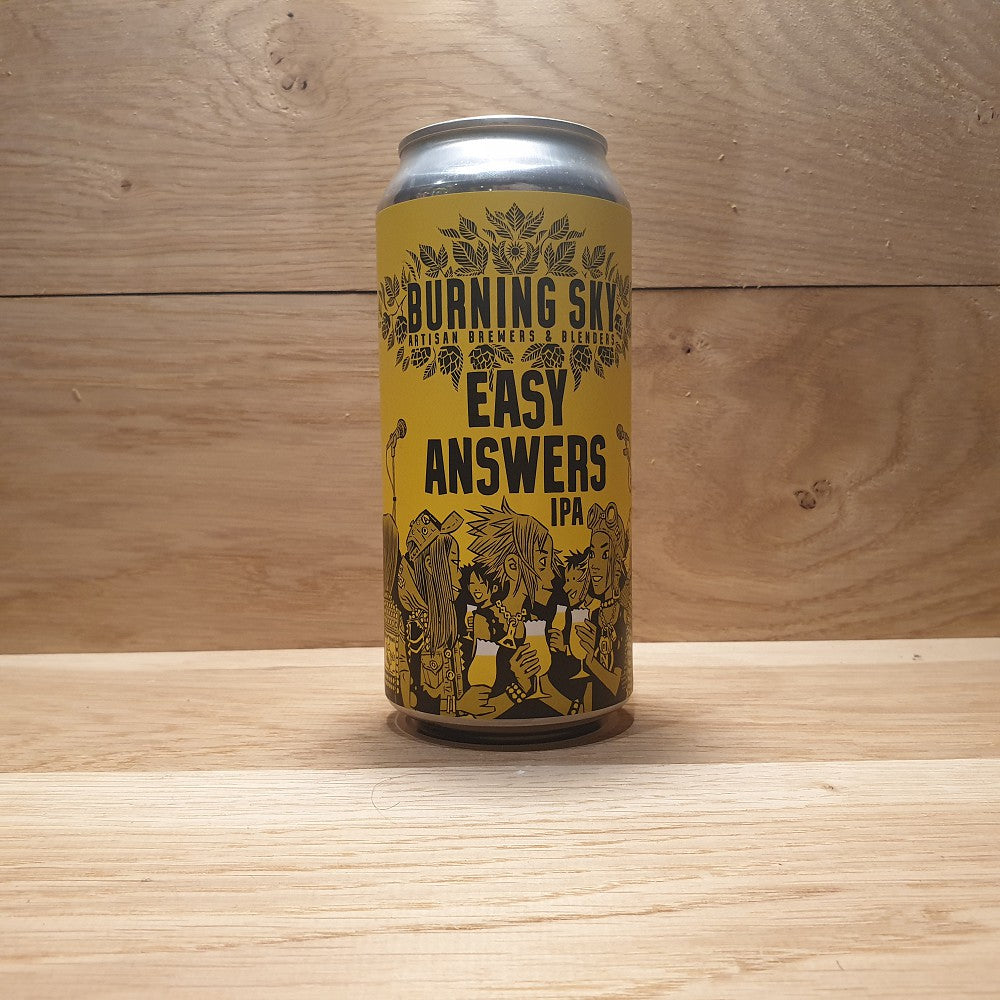 BURNING SKY
ARTISAN BREWERS & BLENDERS
EASY
ANSWERS
IPA